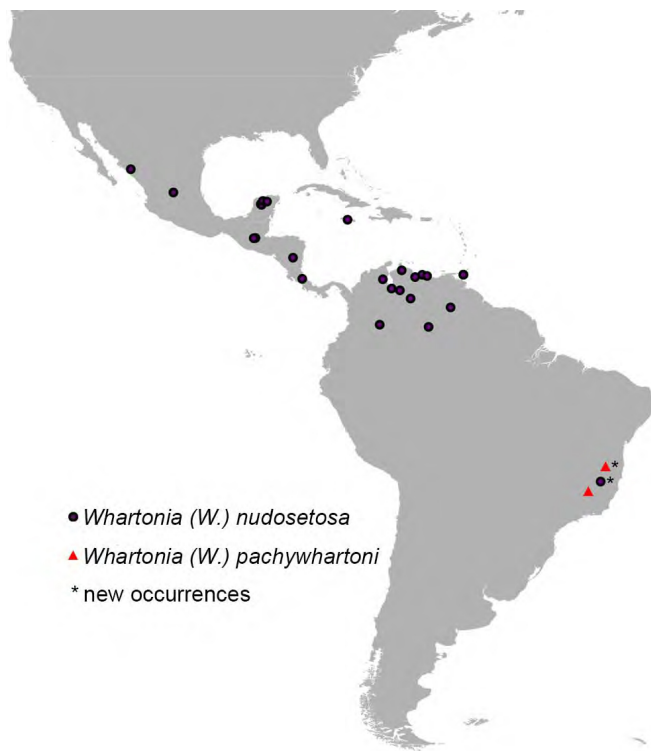 *
*
Whartonia (W.) nudosetosa
Whartonia (W.) pachywhartoni
* new occurrences